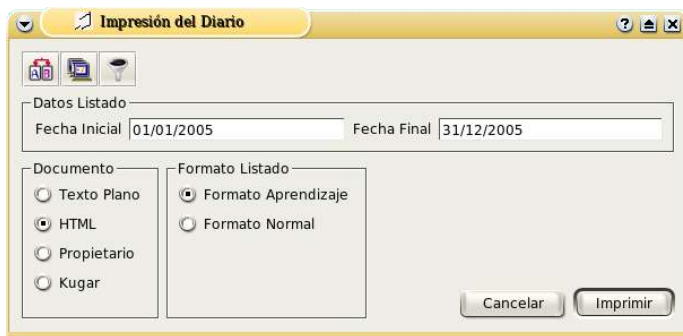 Impresión del Diario
Datos Listado
Fecha Inicial 01/01/2005 Fecha Final 31/12/2005
Documento Formato Listado
Texto Plano Formato Aprendizaje
HTML Formato Normal
Propietario
Kugar
Cancelar Imprimir